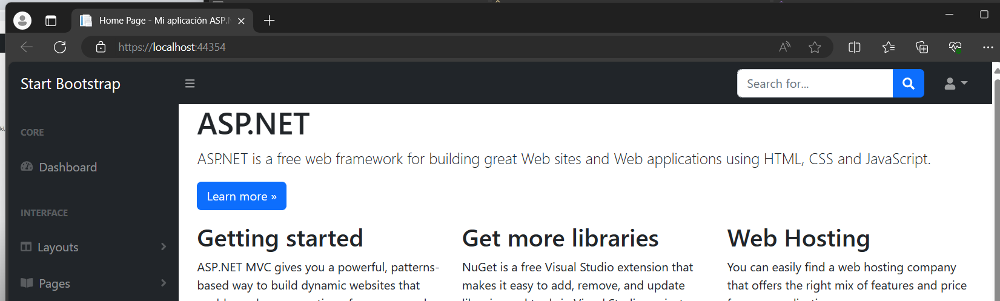 Home Page - Mi aplicación ASP.N
https://localhost:44354
Start Bootstrap
Search for...
CORE
Dashboard
INTERFACE
Layouts
Pages
ASP.NET
ASP.NET is a free web framework for building great Web sites and Web applications using HTML, CSS and JavaScript.
Learn more »
Getting started
ASP.NET MVC gives you a powerful, patterns-
based way to build dynamic websites that
Get more libraries
NuGet is a free Visual Studio extension that
makes it easy to add, remove, and update
Web Hosting
You can easily find a web hosting company
that offers the right mix of features and price